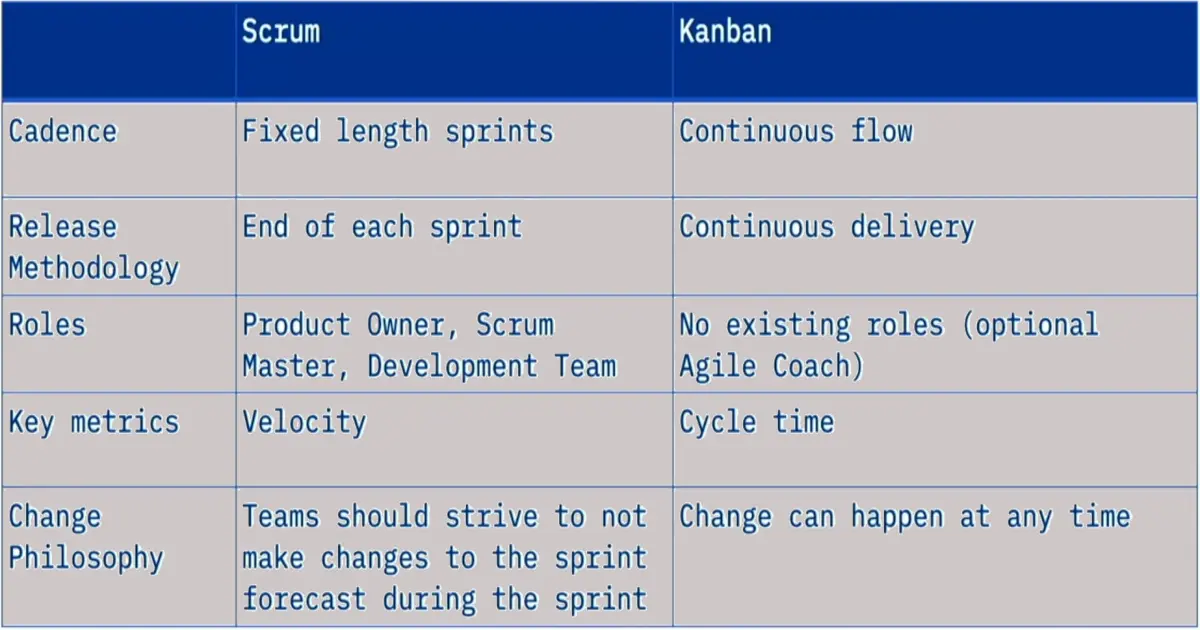 Scrum
Kanban
Cadence
Fixed length sprints
Continuous flow
Release
Methodology
End of each sprint
Continuous delivery
Roles
Product Owner, Scrum
Master, Development Team
No existing roles (optional
Agile Coach)
Key metrics
Velocity
Cycle time
Change
Philosophy
Teams should strive to not
make changes to the sprint
forecast during the sprint
Change can happen at any time